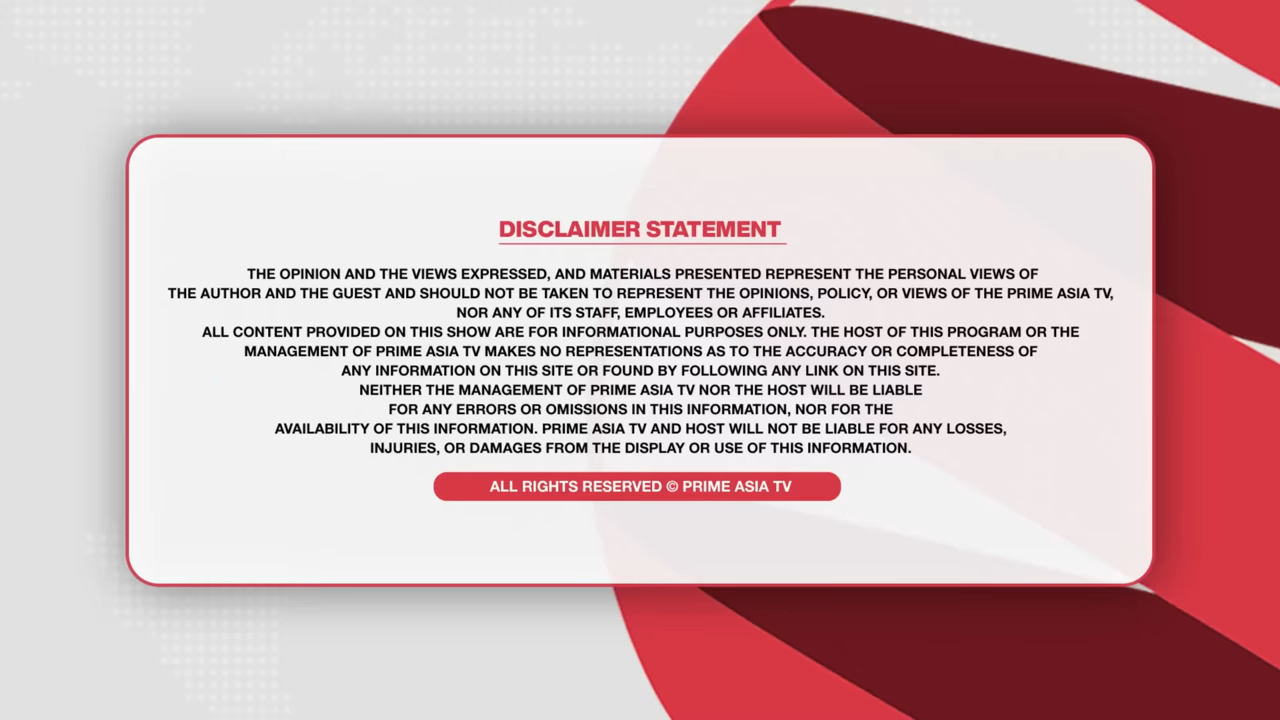 DISCLAIMER STATEMENT
THE OPINION AND THE VIEWS EXPRESSED, AND MATERIALS PRESENTED REPRESENT THE PERSONAL VIEWS OF
THE AUTHOR AND THE GUEST AND SHOULD NOT BE TAKEN TO REPRESENT THE OPINIONS, POLICY, OR VIEWS OF THE PRIME ASIA TV,
NOR ANY OF ITS STAFF, EMPLOYEES OR AFFILIATES.
ALL CONTENT PROVIDED ON THIS SHOW ARE FOR INFORMATIONAL PURPOSES ONLY. THE HOST OF THIS PROGRAM OR THE
MANAGEMENT OF PRIME ASIA TV MAKES NO REPRESENTATIONS AS TO THE ACCURACY OR COMPLETENESS OF
ANY INFORMATION ON THIS SITE OR FOUND BY FOLLOWING ANY LINK ON THIS SITE.
NEITHER THE MANAGEMENT OF PRIME ASIA TV NOR THE HOST WILL BE LIABLE
FOR ANY ERRORS OR OMISSIONS IN THIS INFORMATION, NOR FOR THE
AVAILABILITY OF THIS INFORMATION. PRIME ASIA TV AND HOST WILL NOT BE LIABLE FOR ANY LOSSES,
INJURIES, OR DAMAGES FROM THE DISPLAY OR USE OF THIS INFORMATION.
ALL RIGHTS RESERVED © PRIME ASIA TV